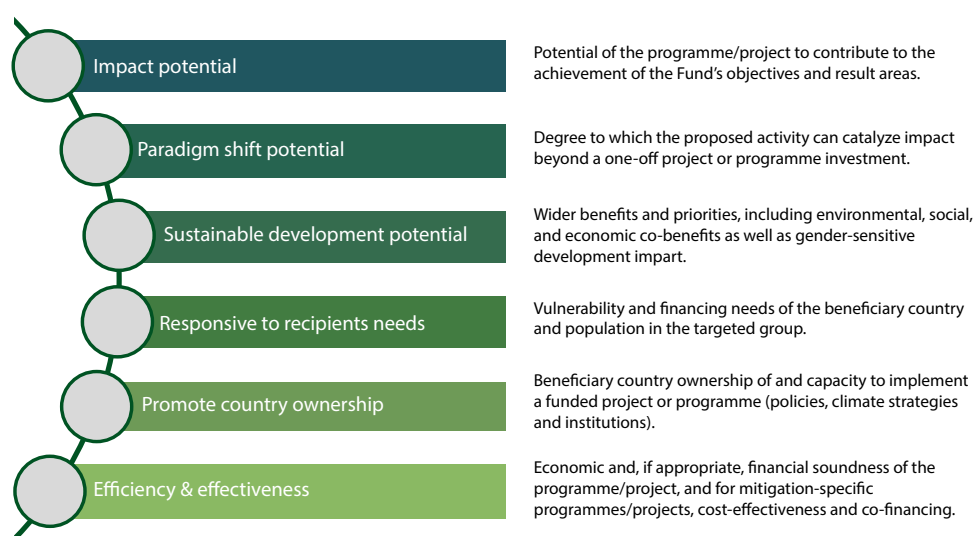 Impact potential
Potential of the programme/project to contribute to the
achievement of the Fund's objectives and result areas.
Paradigm shift potential
Degree to which the proposed activity can catalyze impact
beyond a one-off project or programme investment.
Sustainable development potential
Wider benefits and priorities, including environmental, social,
and economic co-benefits as well as gender-sensitive
development impart.
Responsive to recipients needs
Vulnerability and financing needs of the beneficiary country
and population in the targeted group.
Promote country ownership
Beneficiary country ownership of and capacity to implement
a funded project or programme (policies, climate strategies
and institutions).
Efficiency & effectiveness
Economic and, if appropriate, financial soundness of the
programme/project, and for mitigation-specific
programmes/projects, cost-effectiveness and co-financing.